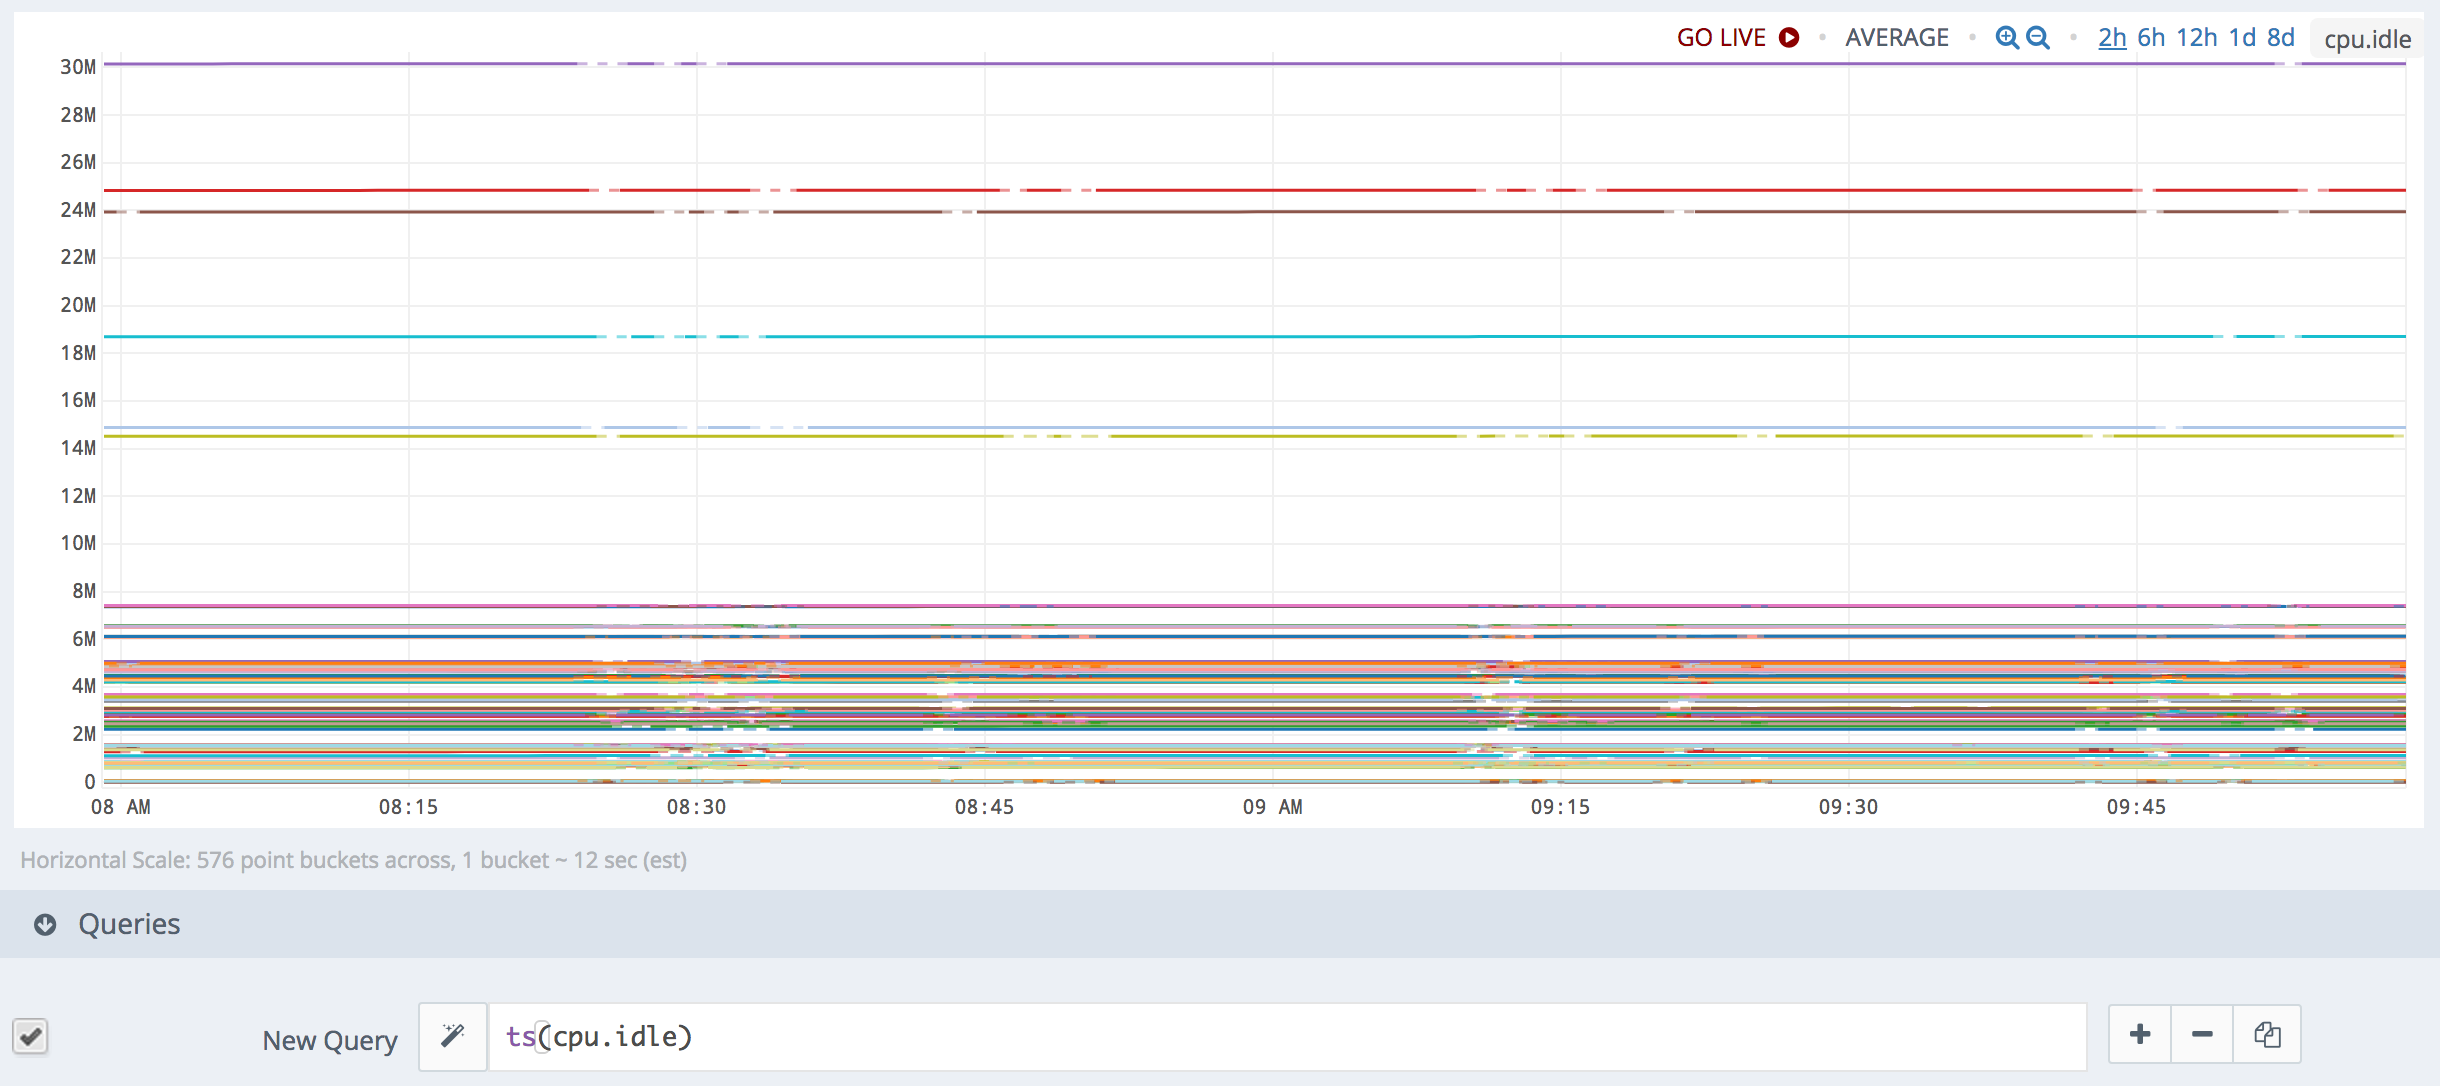 GO LIVE • AVERAGE • • 2h 6h 12h 1d 8d cpu.idle
30M
28M
26M
24M
22M
20M
18M
16M
14M
12M
10M
8M
6M
4M
2M
0
08 AM 08:15 08:30 08:45 09 AM 09:15 09:30 09:45
Horizontal Scale: 576 point buckets across, 1 bucket ~ 12 sec (est)
Queries
New Query ts(cpu.idle)